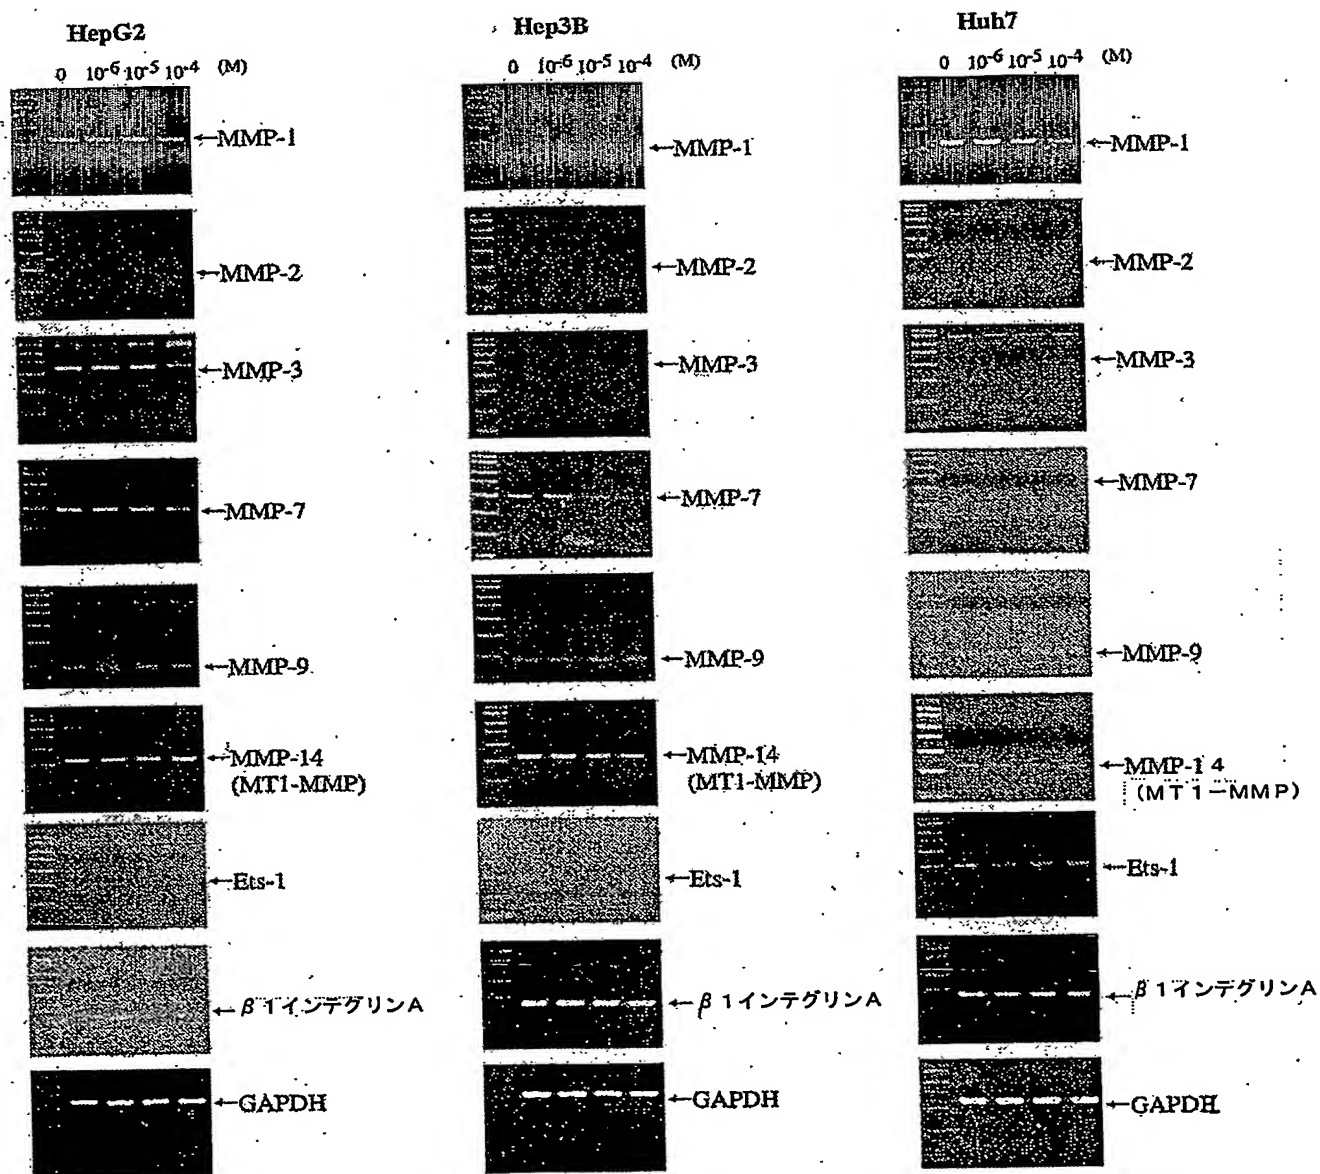 HepG2
0 10-6 10-5 10-4 (M)
MMP-1
MMP-2
MMP-3
MMP-7
MMP-9
MMP-14
(MT1-MMP)
Ets-1
β1インテグリンA
GAPDH
Hep3B
0 10-6 10-5 10-4 (M)
MMP-1
MMP-2
MMP-3
MMP-7
MMP-9
MMP-14
(MT1-MMP)
Ets-1
β1インテグリンA
GAPDH
Huh7
0 10-6 10-5 10-4 (M)
MMP-1
MMP-2
MMP-3
MMP-7
MMP-9
MMP-14
(MT1-MMP)
Ets-1
β1インテグリンA
GAPDH